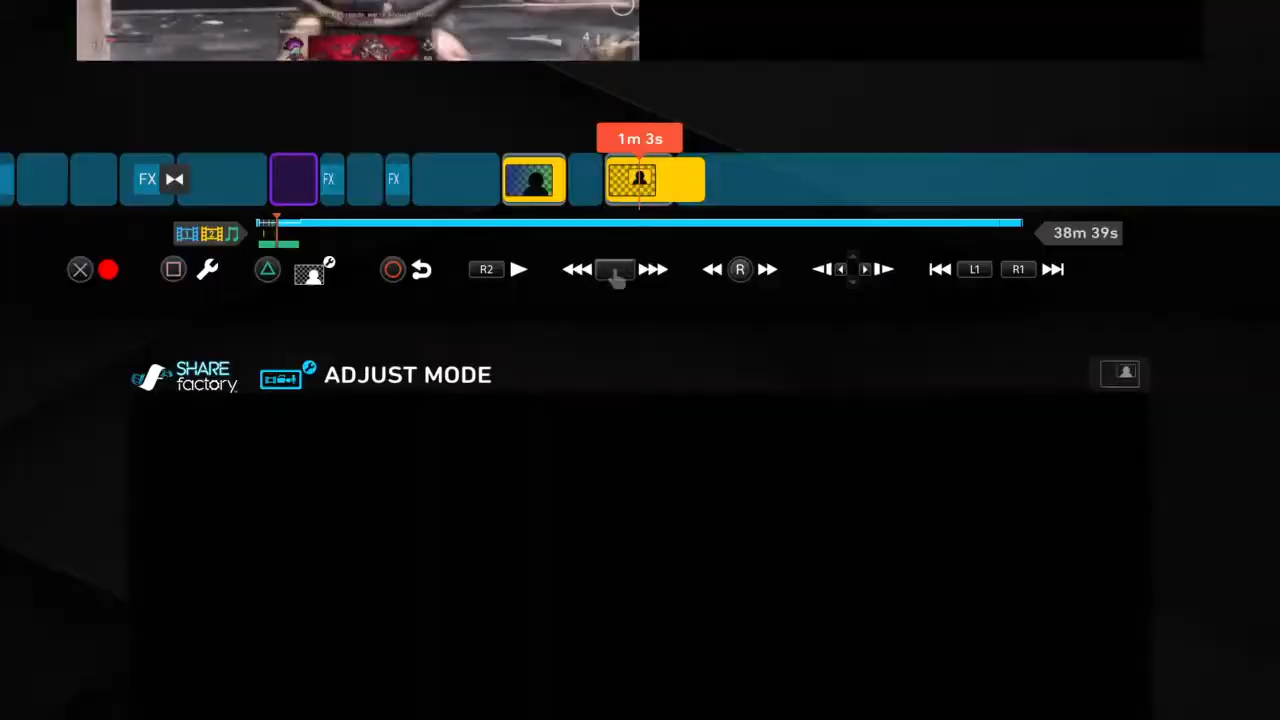 1m 3s
FX FX FX
38m 39s
R2 R L1 R1
SHARE
factory
ADJUST MODE